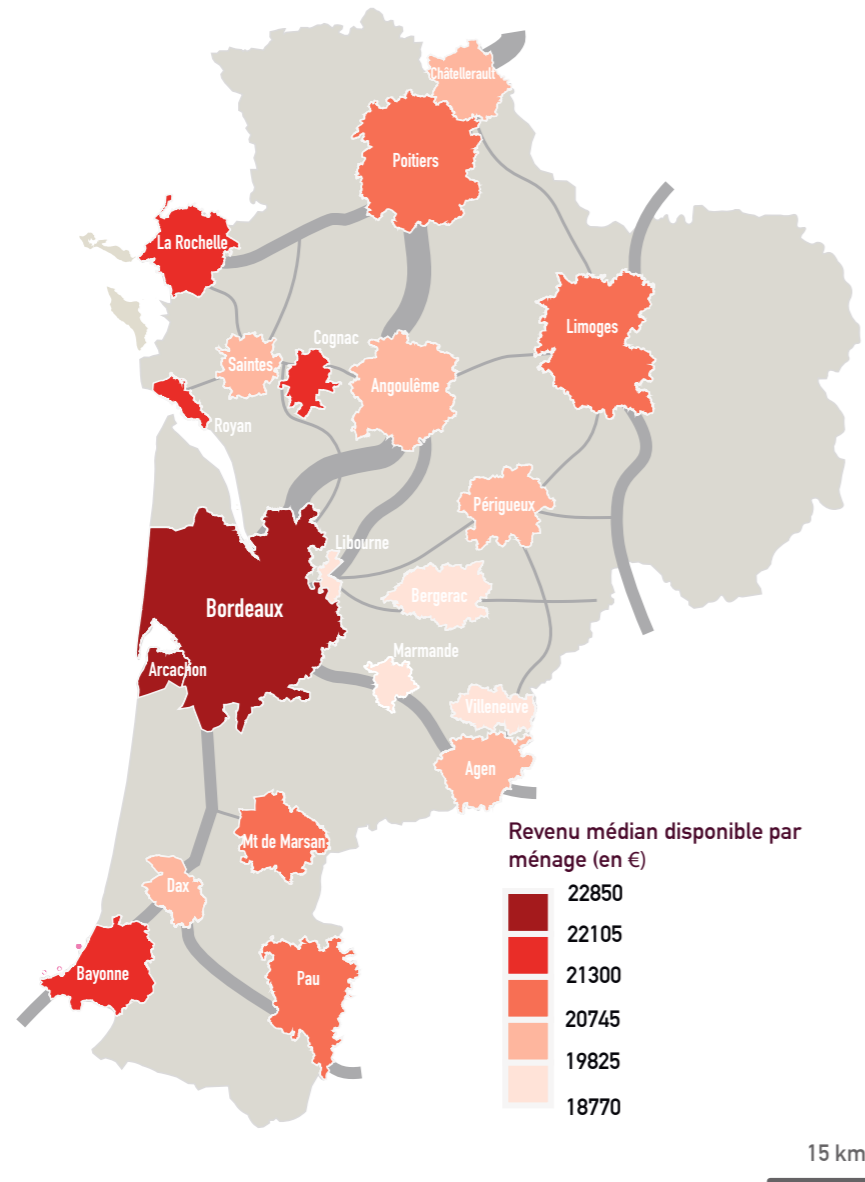 Châtellerault
Poitiers
La Rochelle
Limoges
Cognac
Saintes
Angoulême
Royan
Périgueux
Libourne
Bergerac
Bordeaux
Marmande
Arcachon
Villeneuve
Agen
Mt de Marsan
Dax
Bayonne
Pau
Revenu médian disponible par
ménage (en €)
22850
22105
21300
20745
19825
18770
15 km